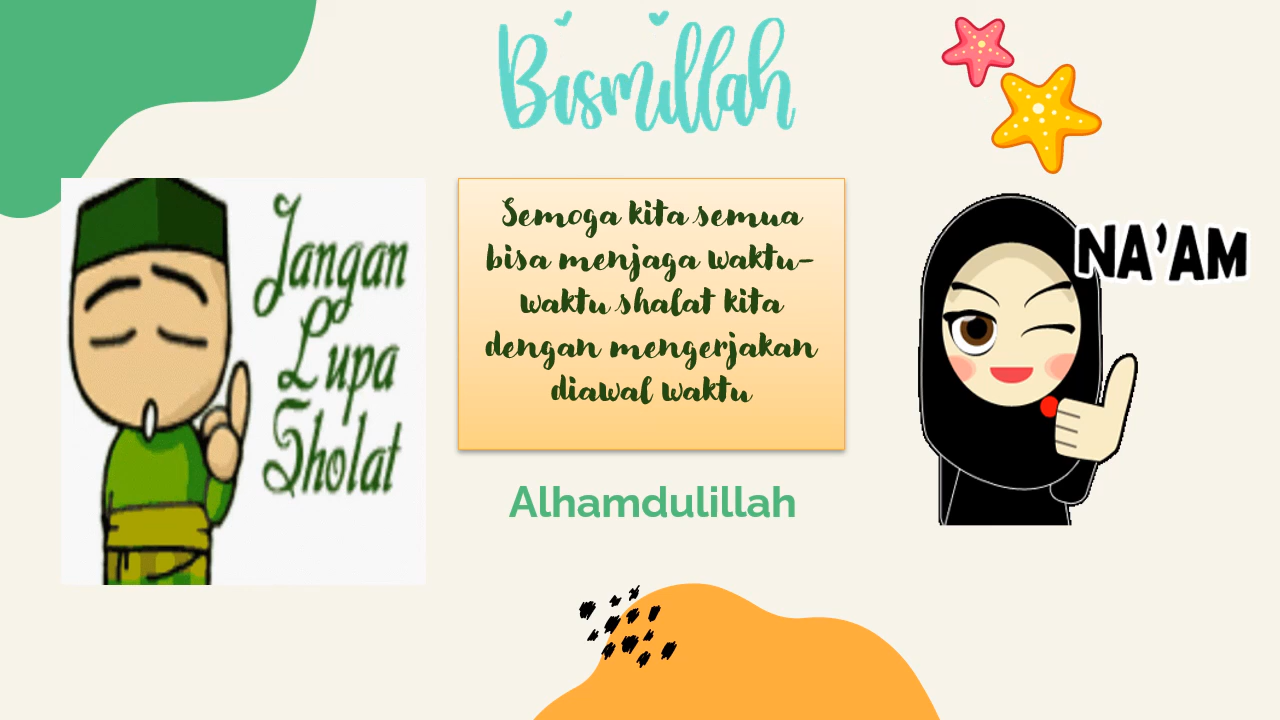 Bismillah
Jangan
Lupa
Sholat
Semoga kita semua
bisa menjaga waktu-
waktu shalat kita
dengan mengerjakan
diawal waktu
NA'AM
Alhamdulillah